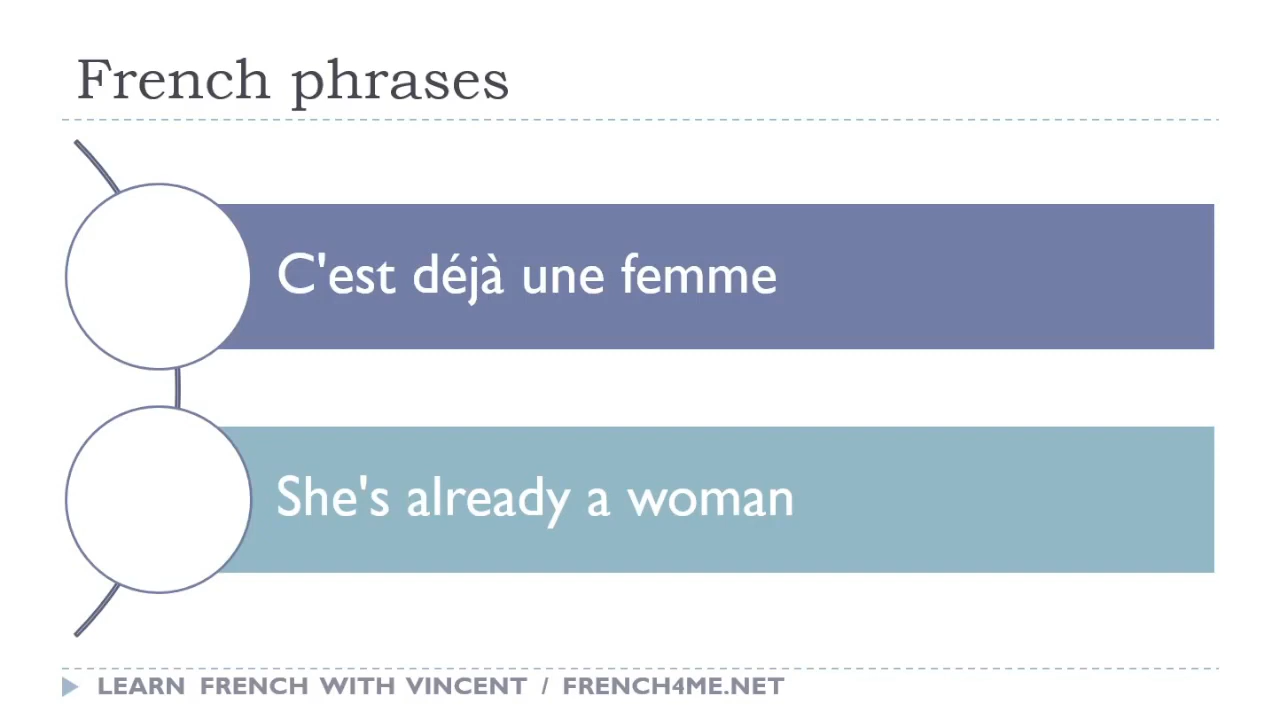 French phrases
C'est déjà une femme
She's already a woman
LEARN FRENCH WITH VINCENT / FRENCH4ME.NET